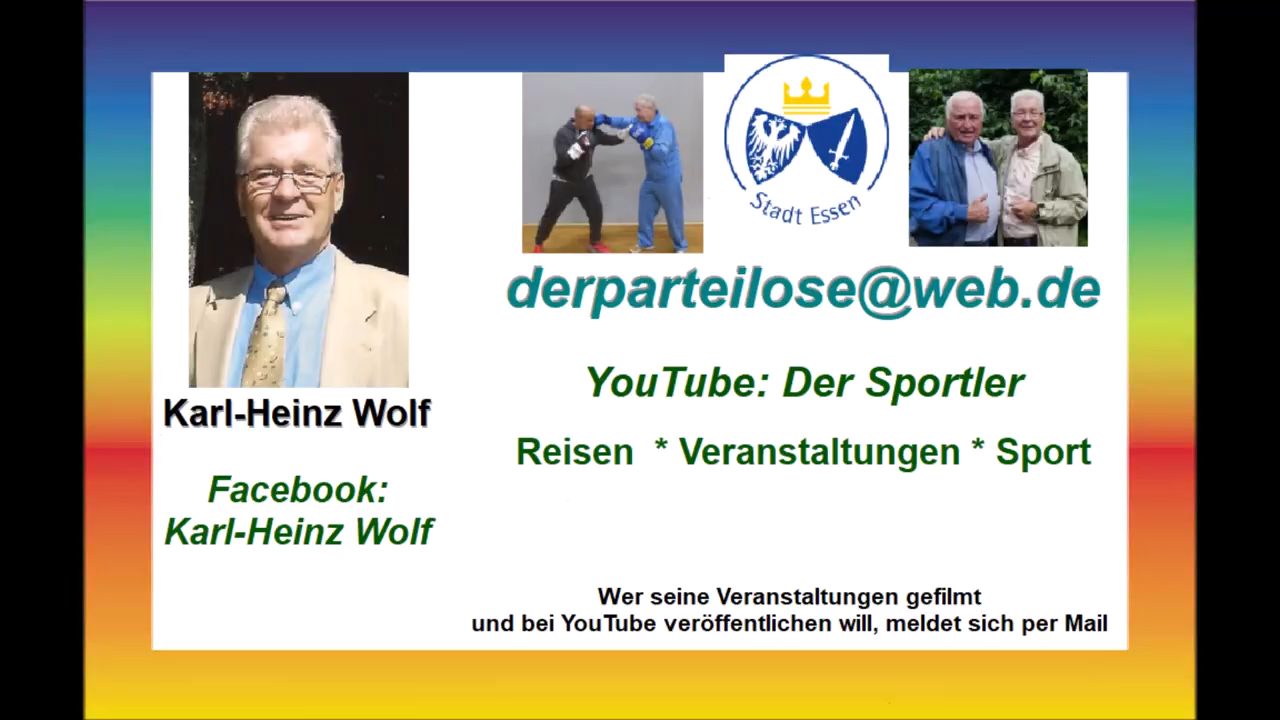 Stadt Essen
derparteilose@web.de
Karl-Heinz Wolf
YouTube: Der Sportler
Reisen * Veranstaltungen * Sport
Facebook:
Karl-Heinz Wolf
Wer seine Veranstaltungen gefilmt
und bei YouTube veröffentlichen will, meldet sich per Mail